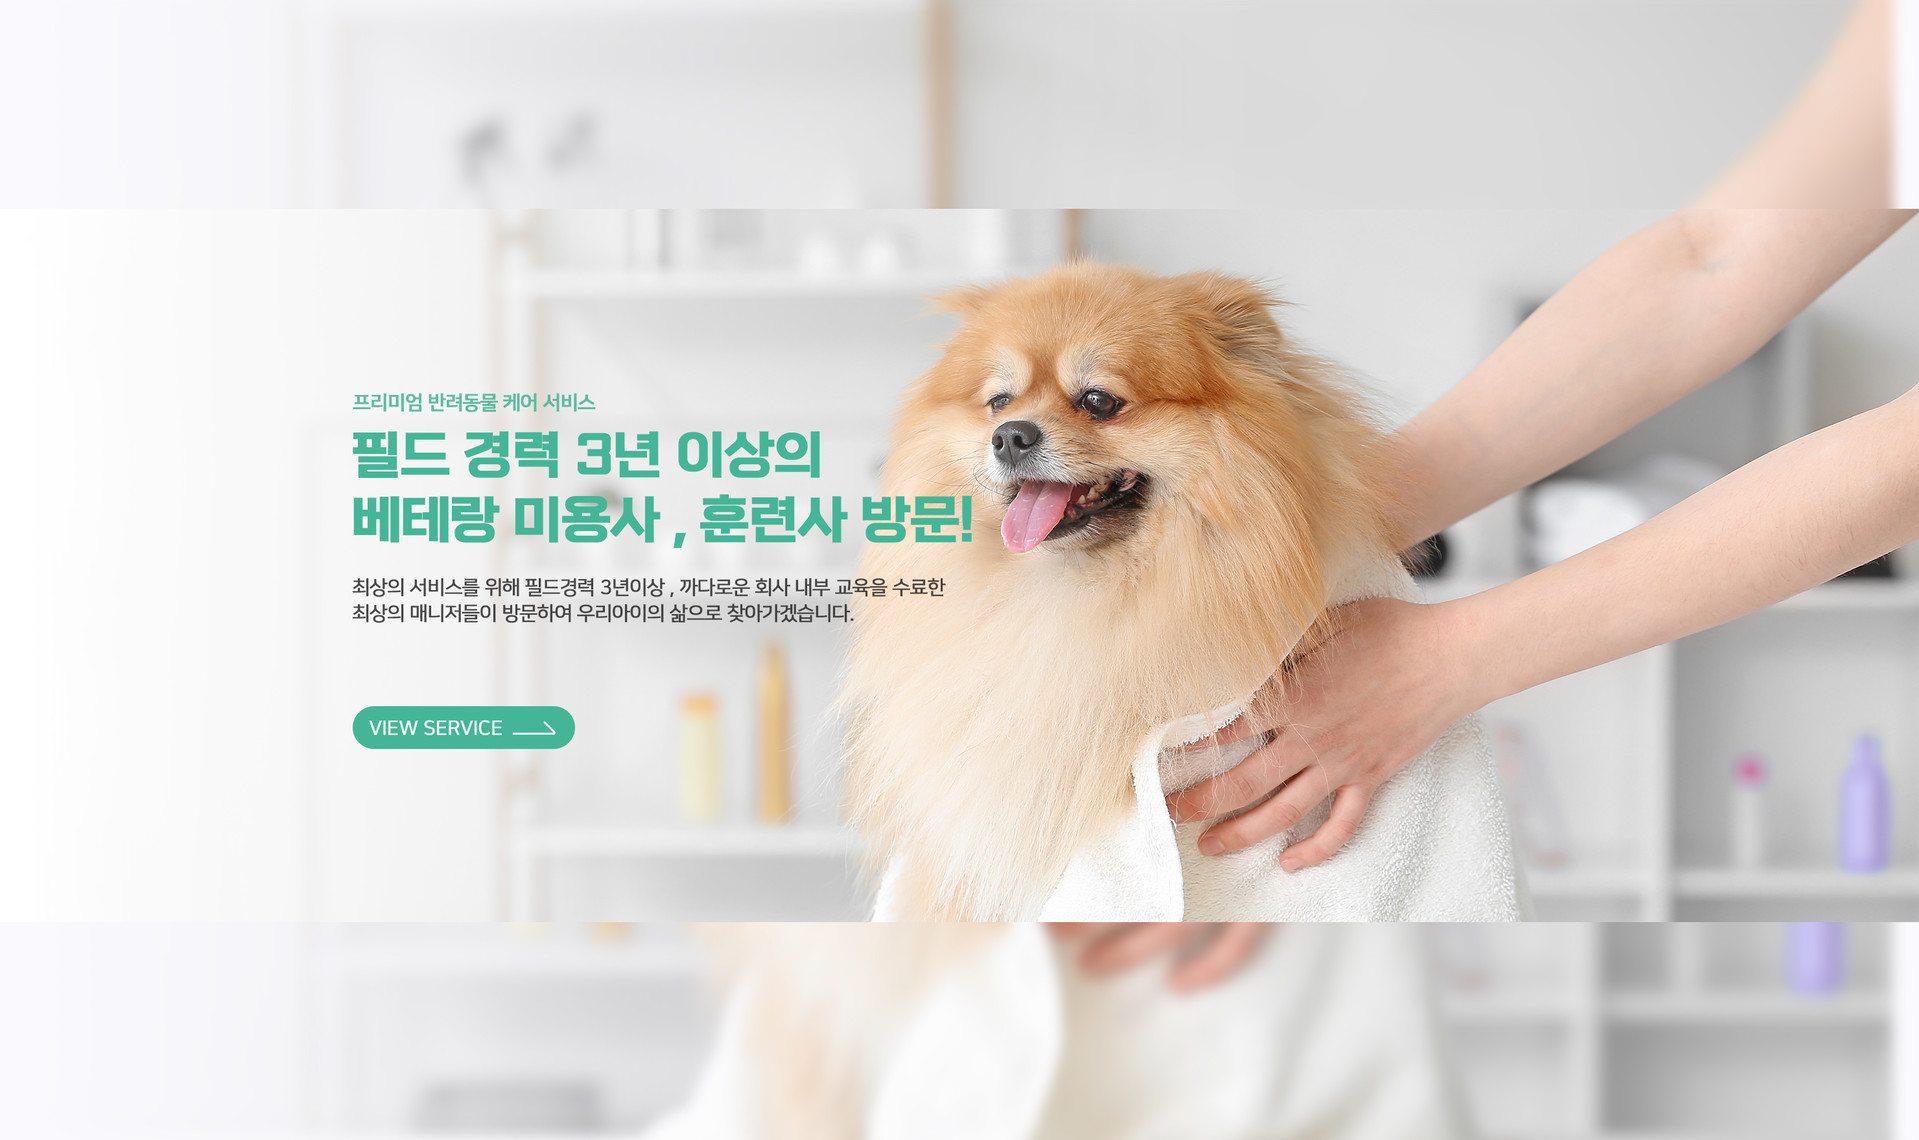 프리미엄 반려동물 케어 서비스
필드 경력 3년 이상의
베테랑 미용사 , 훈련사 방문!
최상의 서비스를 위해 필드경력 3년이상 , 까다로운 회사 내부 교육을 수료한
최상의 매니저들이 방문하여 우리아이의 삶으로 찾아가겠습니다.
VIEW SERVICE